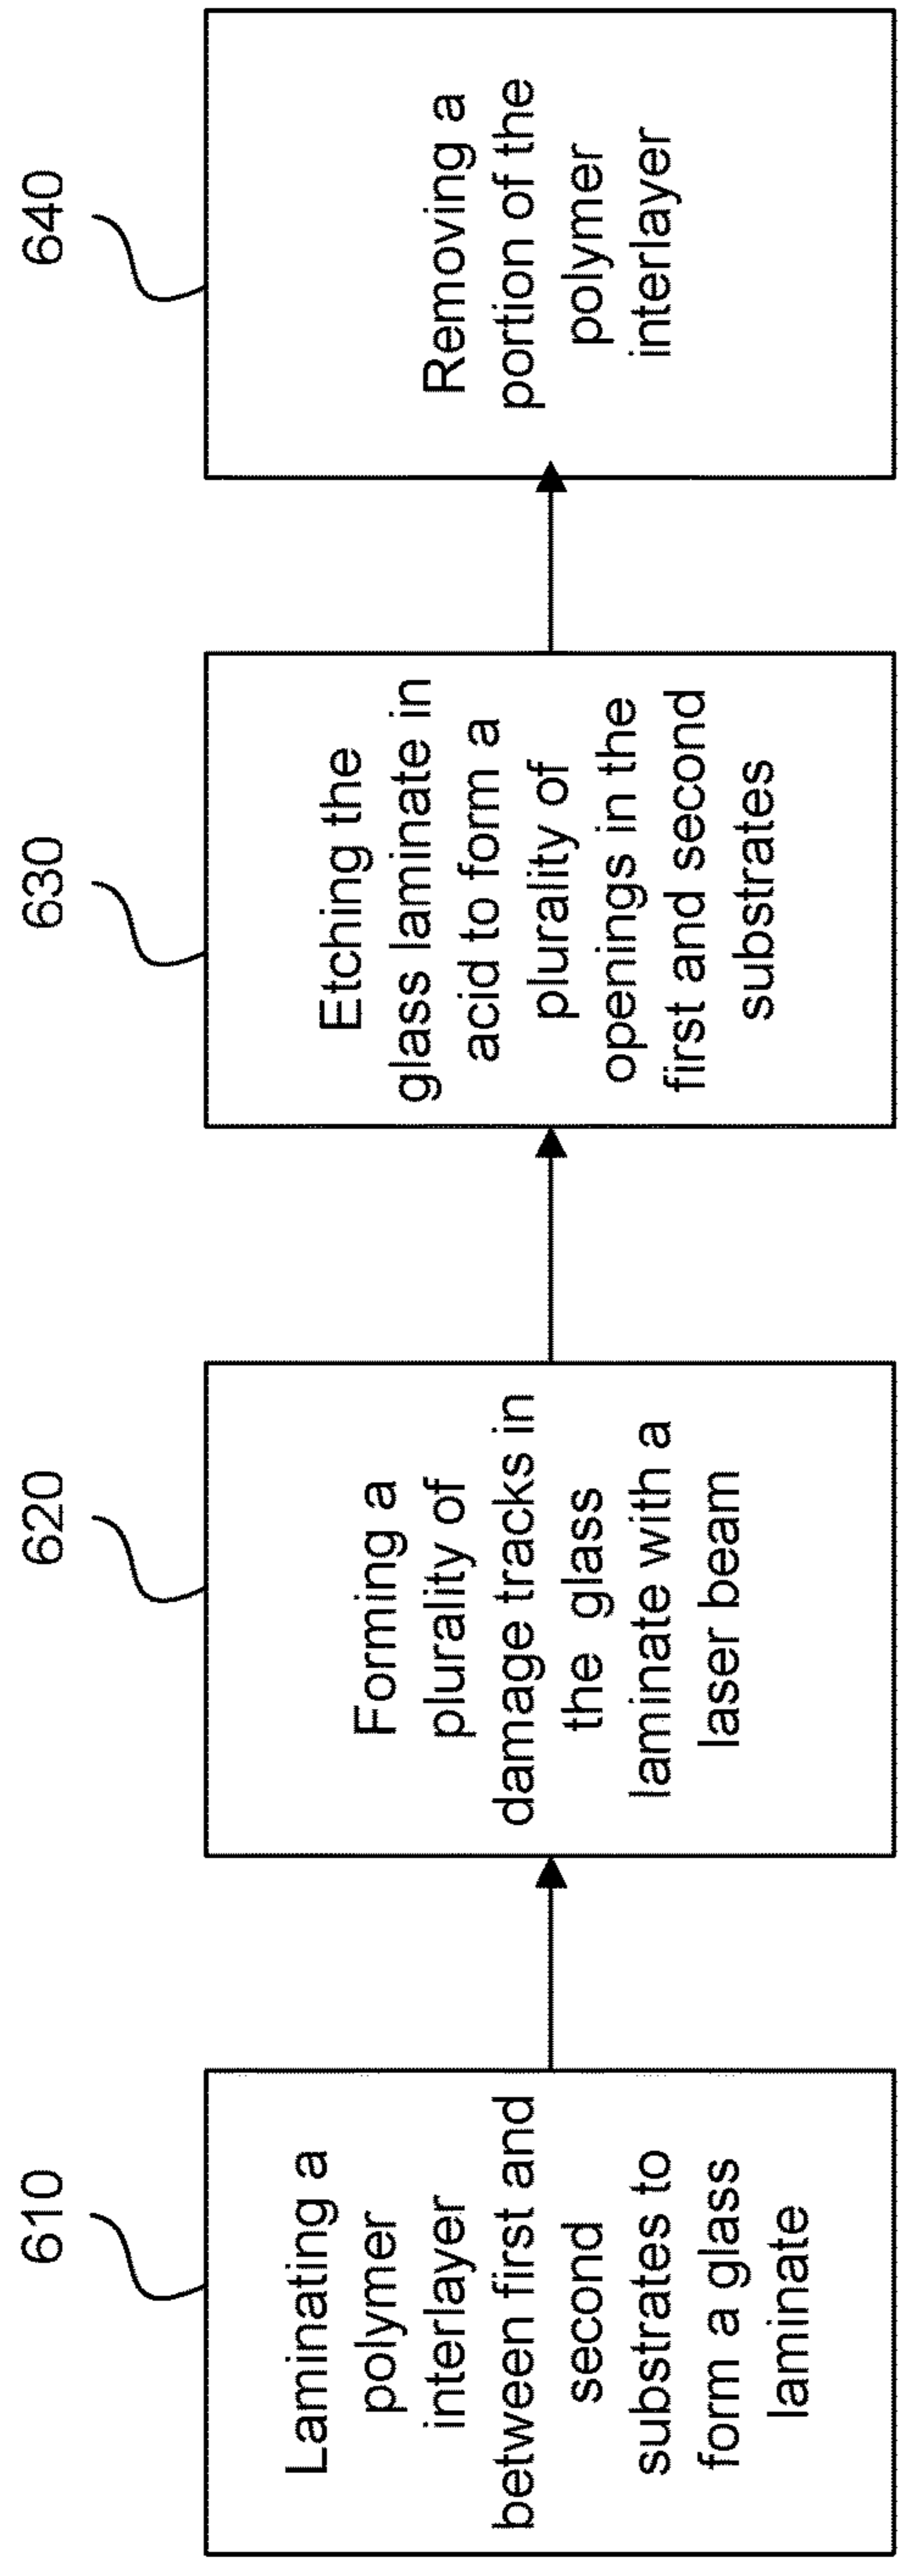 610
Laminating a
polymer
interlayer
between first and
second
substrates to
form a glass
laminate
620
Forming a
plurality of
damage tracks in
the glass
laminate with a
laser beam
630
Etching the
glass laminate in
acid to form a
plurality of
openings in the
first and second
substrates
640
Removing a
portion of the
polymer
interlayer